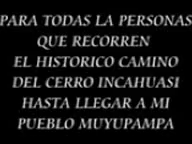 PARA TODAS LA PERSONAS
QUE RECORREN
EL HISTORICO CAMINO
DEL CERRO INCAHUASI
HASTA LLEGAR A MI
PUEBLO MUYUPAMPA